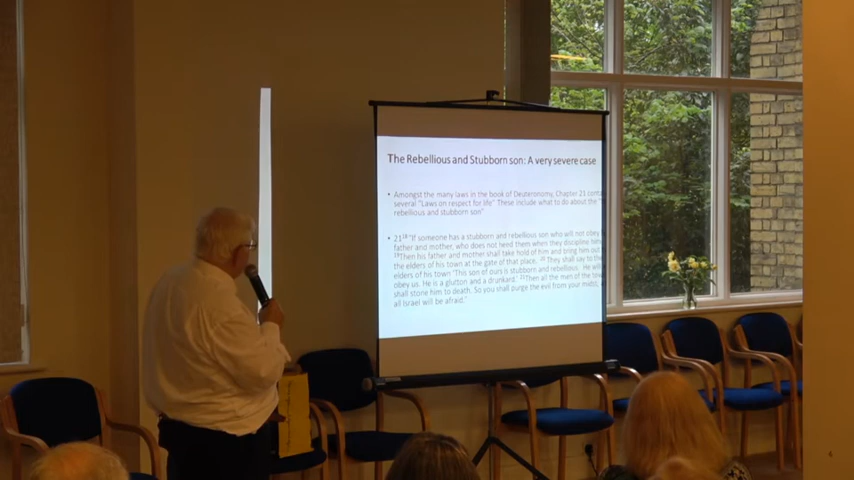 The Rebellious and Stubborn son: A very severe case
• Amongst the many laws in the book of Deuteronomy, Chapter 21
several "Laws on respect for life" These include what to do about the
rebellious and stubborn son"
• 21¹⁸"If someone has a stubborn and rebellious son who will not obey
father and mother, who does not heed them when they discipline
¹⁹Then his father and mother shall take hold of him and bring him out
the elders of his town at the gate of that place. ²⁰ They shall say to the
elders of his town 'This son of ours is stubborn and rebellious. He will
obey us. He is a glutton and a drunkard.' ²¹Then all the men of the
shall stone him to death. So you shall purge the evil from your midst,
all Israel will be afraid."